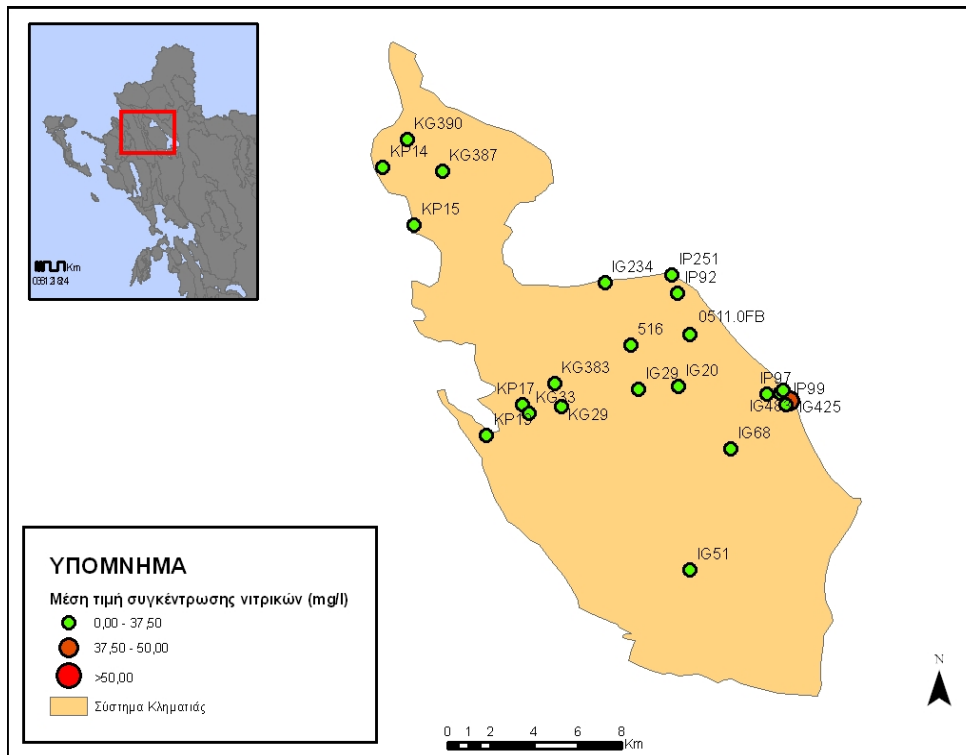 Km
KG390
KP14
KG387
KP15
IG234
IP251
IP92
0511.0FB
516
KG383
IG29
IG20
IP97
IP99
KP17
KG33
KG29
IG483
IG425
KP19
IG68
IG51
ΥΠΟΜΝΗΜΑ
Μέση τιμή συγκέντρωσης νιτρικών (mg/l)
0,00 - 37,50
37,50 - 50,00
>50,00
Σύστημα Κληματιάς
N
0 1 2 4 6 8
Km